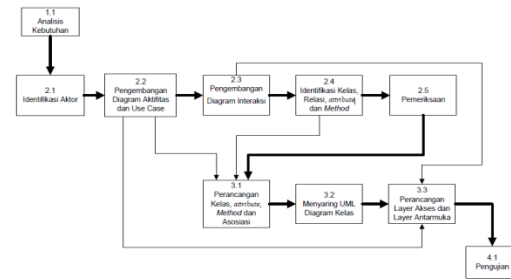 1.1
Analisis
Kebutuhan
2.1
Identifikasi Aktor
2.2
Pengembangan
Diagram Aktifitas
dan Use Case
2.3
Pengembangan
Diagram Interaksi
2.4
Identifikasi Kelas,
Relasi, attribute
dan Method
2.5
Pemeriksaan
3.1
Perancangan
Kelas, attribute,
Method dan
Asosiasi
3.2
Menyaring UML
Diagram Kelas
3.3
Perancangan
Layer Akses dan
Layer Antarmuka
4.1
Pengujian